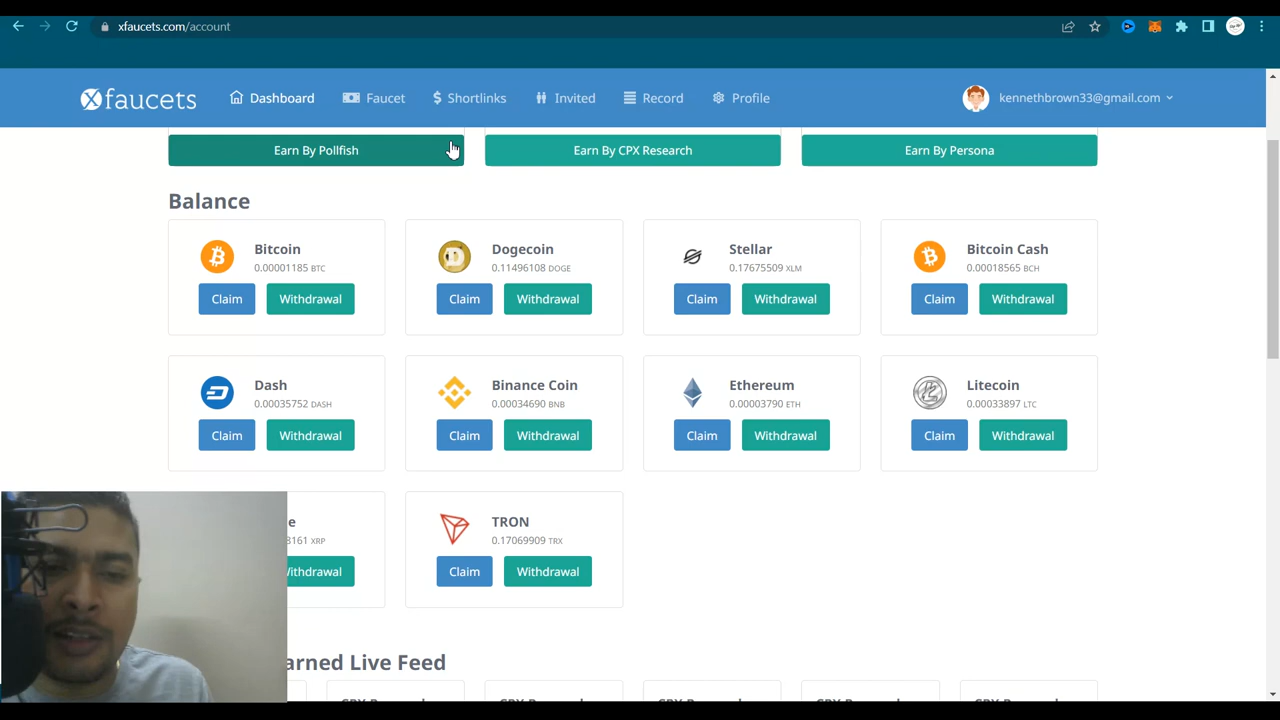 xfaucets.com/account
xfaucets
Dashboard
Faucet
Shortlinks
Invited
Record
Profile
kennethbrown33@gmail.com
Earn By Pollfish
Earn By CPX Research
Earn By Persona
Balance
Bitcoin
0.00001185 BTC
Claim
Withdrawal
Dogecoin
0.11496108 DOGE
Claim
Withdrawal
Stellar
0.17675509 XLM
Claim
Withdrawal
Bitcoin Cash
0.00018565 BCH
Claim
Withdrawal
Dash
0.00035752 DASH
Claim
Withdrawal
Binance Coin
0.00034690 BNB
Claim
Withdrawal
Ethereum
0.00003790 ETH
Claim
Withdrawal
Litecoin
0.00033897 LTC
Claim
Withdrawal
e
8161 XRP
Withdrawal
TRON
0.17069909 TRX
Claim
Withdrawal
arned Live Feed